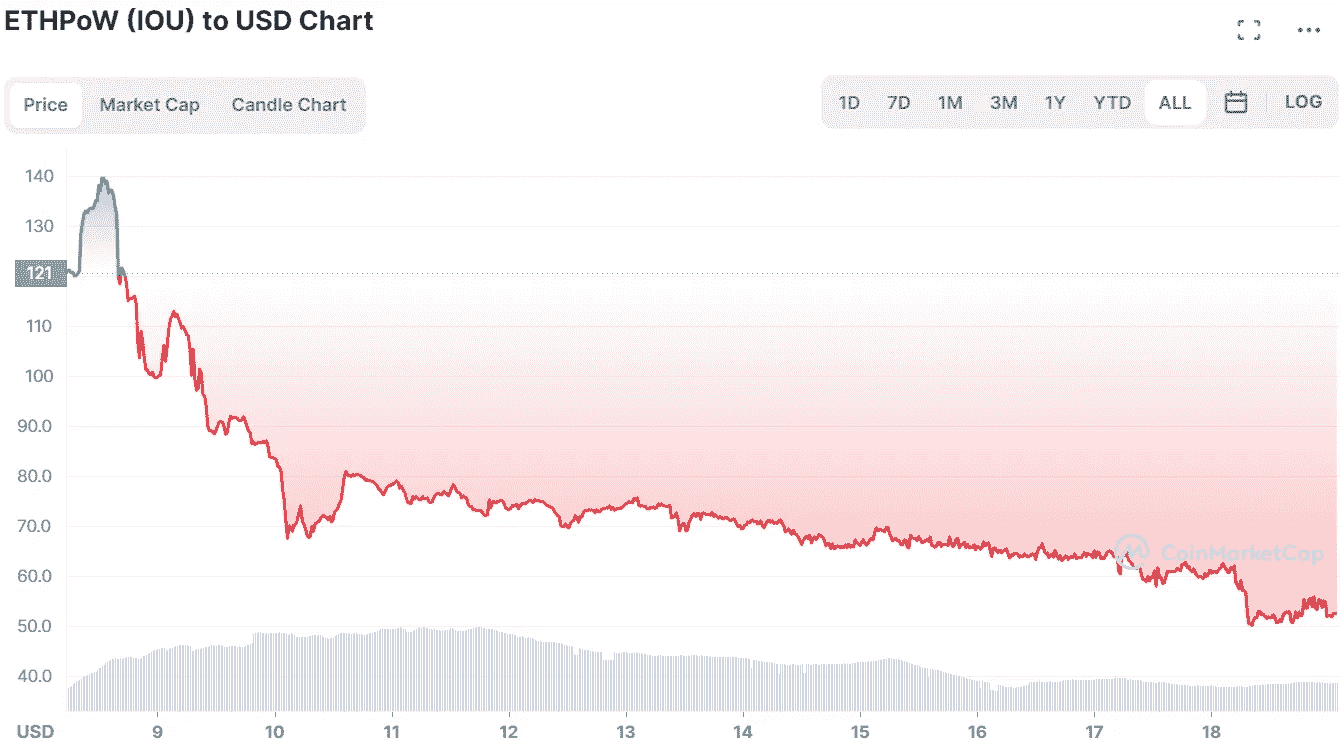 ETHPoW (IOU) to USD Chart
Price Market Cap Candle Chart
1D 7D 1M 3M 1Y YTD ALL LOG
140
130
121
110
100
90.0
80.0
70.0
60.0
50.0
40.0
CoinMarketCap
USD 9 10 11 12 13 14 15 16 17 18